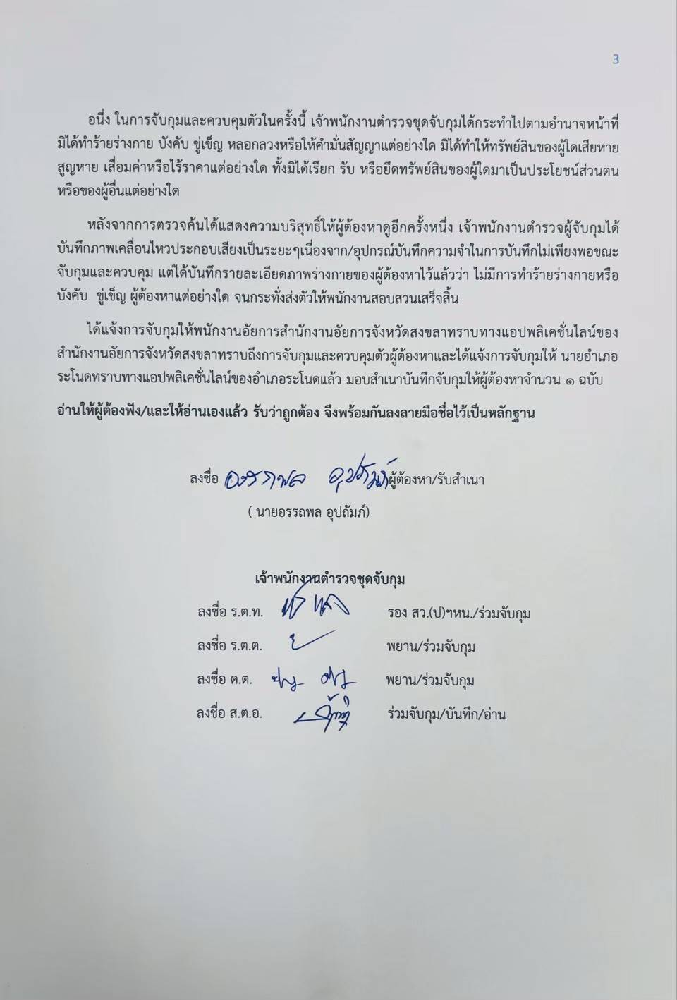 3
อนึ่ง ในการจับกุมและควบคุมตัวในครั้งนี้ เจ้าพนักงานตำรวจชุดจับกุมได้กระทำไปตามอำนาจหน้าที่
มิได้ทำร้ายร่างกาย บังคับ ขู่เข็ญ หลอกลวงหรือให้คำมั่นสัญญาแต่อย่างใด มิได้ทำให้ทรัพย์สินของผู้ใดเสียหาย
สูญหาย เสื่อมค่าหรือไร้ราคาแต่อย่างใด ทั้งมิได้เรียก รับ หรือยึดทรัพย์สินของผู้ใดมาเป็นประโยชน์ส่วนตน
หรือของผู้อื่นแต่อย่างใด
หลังจากการตรวจค้นได้แสดงความบริสุทธิ์ให้ผู้ต้องหาดูอีกครั้งหนึ่ง เจ้าพนักงานตำรวจผู้จับกุมได้
บันทึกภาพเคลื่อนไหวประกอบเสียงเป็นระยะๆเนื่องจาก/อุปกรณ์บันทึกความจำในการบันทึกไม่เพียงพอขณะ
จับกุมและควบคุม แต่ได้บันทึกรายละเอียดภาพร่างกายของผู้ต้องหาไว้แล้วว่า ไม่มีการทำร้ายร่างกายหรือ
บังคับ ขู่เข็ญ ผู้ต้องหาแต่อย่างใด จนกระทั่งส่งตัวให้พนักงานสอบสวนเสร็จสิ้น
ได้แจ้งการจับกุมให้พนักงานอัยการสำนักงานอัยการจังหวัดสงขลาทราบทางแอปพลิเคชั่นไลน์ของ
สำนักงานอัยการจังหวัดสงขลาทราบถึงการจับกุมและควบคุมตัวผู้ต้องหาและได้แจ้งการจับกุมให้ นายอำเภอ
ระโนดทราบทางแอปพลิเคชั่นไลน์ของอำเภอระโนดแล้ว มอบสำเนาบันทึกจับกุมให้ผู้ต้องหาจำนวน ๑ ฉบับ
อ่านให้ผู้ต้องฟัง/และให้อ่านเองแล้ว รับว่าถูกต้อง จึงพร้อมกันลงลายมือชื่อไว้เป็นหลักฐาน
ลงชื่อ อรรถพล อุปถัมภ์ ผู้ต้องหา/รับสำเนา
( นายอรรถพล อุปถัมภ์)
เจ้าพนักงานตำรวจชุดจับกุม
ลงชื่อ ร.ต.ท. รอง สว.(ป)ฯหน./ร่วมจับกุม
ลงชื่อ ร.ต.ต. พยาน/ร่วมจับกุม
ลงชื่อ ด.ต. พยาน/ร่วมจับกุม
ลงชื่อ ส.ต.อ. ร่วมจับกุม/บันทึก/อ่าน